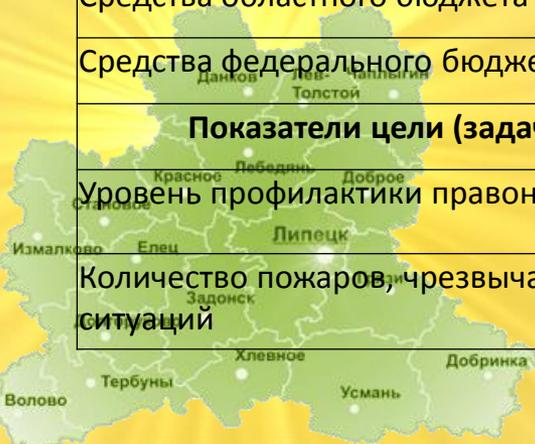 Средства областного бюджета
Средства федерального бюдже
Данков
Лев-
Толстой
Чаплыгин
Показатели цели (задач
Лебедянь
Красное
Доброе
Уровень профилактики правон
Становое
Липецк
Измалково
Елец
Количество пожаров, чрезвыча
Задонск
ситуаций
Хлевное
Добринка
Тербуны
Усмань
Волово